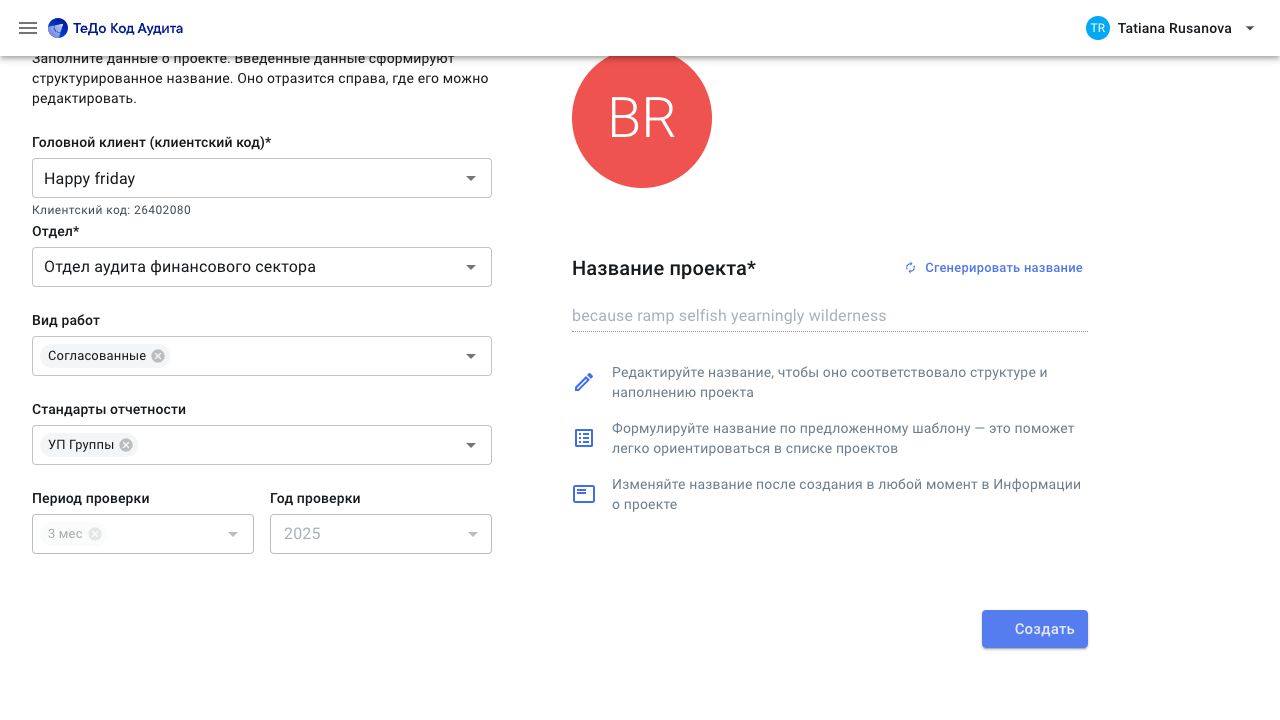 ТеДо Код Аудита
TR
Tatiana Rusanova
Заполните данные о проекте. Введенные данные сформируют
структурированное название. Оно отразится справа, где его можно
редактировать.
Головной клиент (клиентский код)*
Happy friday
Клиентский код: 26402080
Отдел*
Отдел аудита финансового сектора
Вид работ
Согласованные
Стандарты отчетности
УП Группы
Период проверки
Год проверки
3 мес
2025
BR
Название проекта*
Сгенерировать название
because ramp selfish yearningly wilderness
Редактируйте название, чтобы оно соответствовало структуре и
наполнению проекта
Формулируйте название по предложенному шаблону — это поможет
легко ориентироваться в списке проектов
Изменяйте название после создания в любой момент в Информации
о проекте
Создать